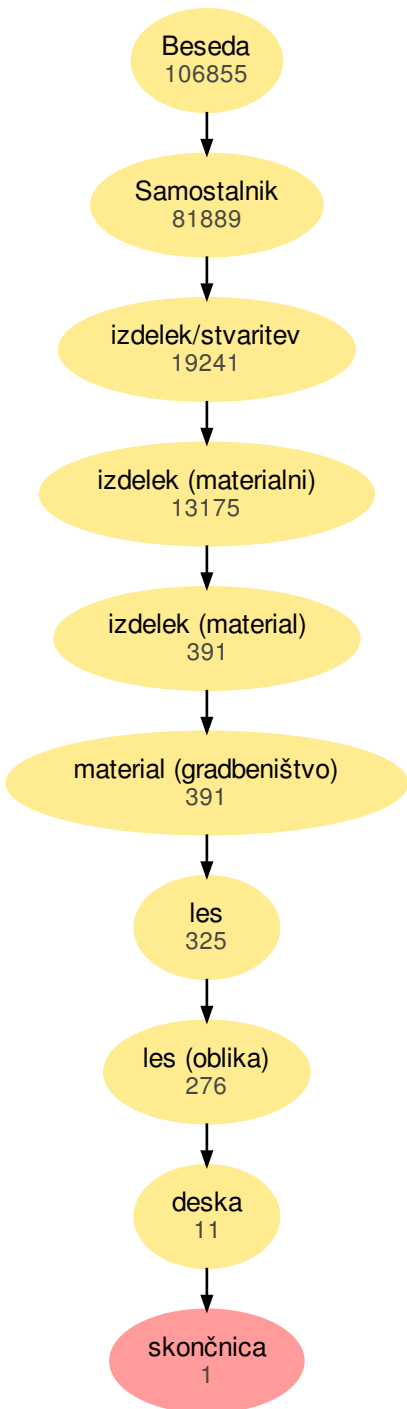 Beseda
106855
Samostalnik
81889
izdelek/stvaritev
19241
izdelek (materialni)
13175
izdelek (material)
391
material (gradbeništvo)
391
les
325
les (oblika)
276
deska
11
skončnica
1